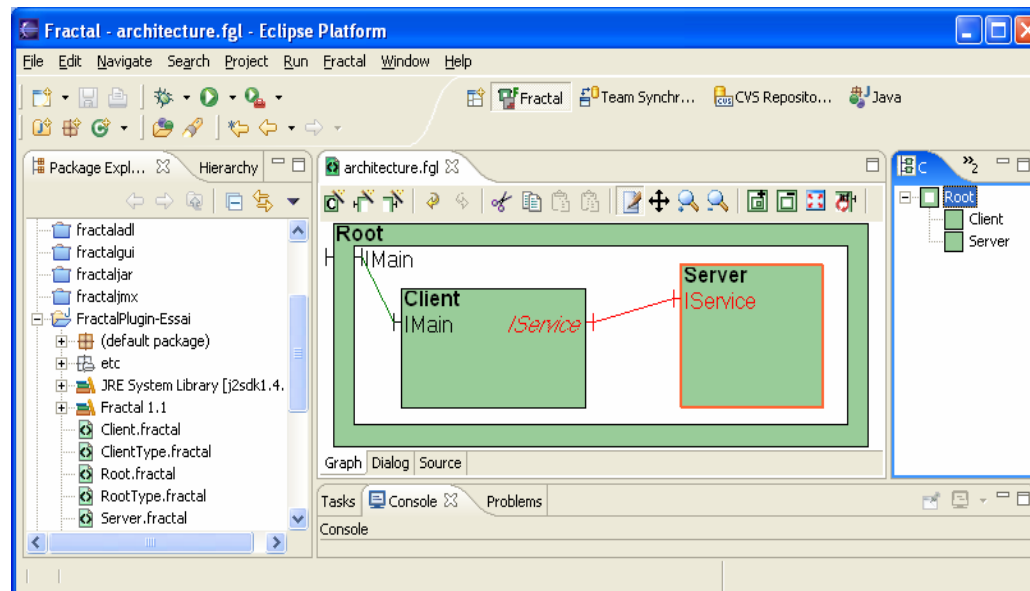 Fractal - architecture.fgl - Eclipse Platform
File Edit Navigate Search Project Run Fractal Window Help
Fractal Team Synchr... CVS Reposito... Java
Package Expl... Hierarchy
architecture.fgl
C »2
fractaladl
fractalgui
fractaljar
fractaljmx
FractalPlugin-Essai
(default package)
etc
JRE System Library [j2sdk1.4.
Fractal 1.1
Client.fractal
ClientType.fractal
Root.fractal
RootType.fractal
Server.fractal
Root
IMain
Client
IMain IService
Server
IService
Graph Dialog Source
Root
Client
Server
Tasks Console Problems
Console